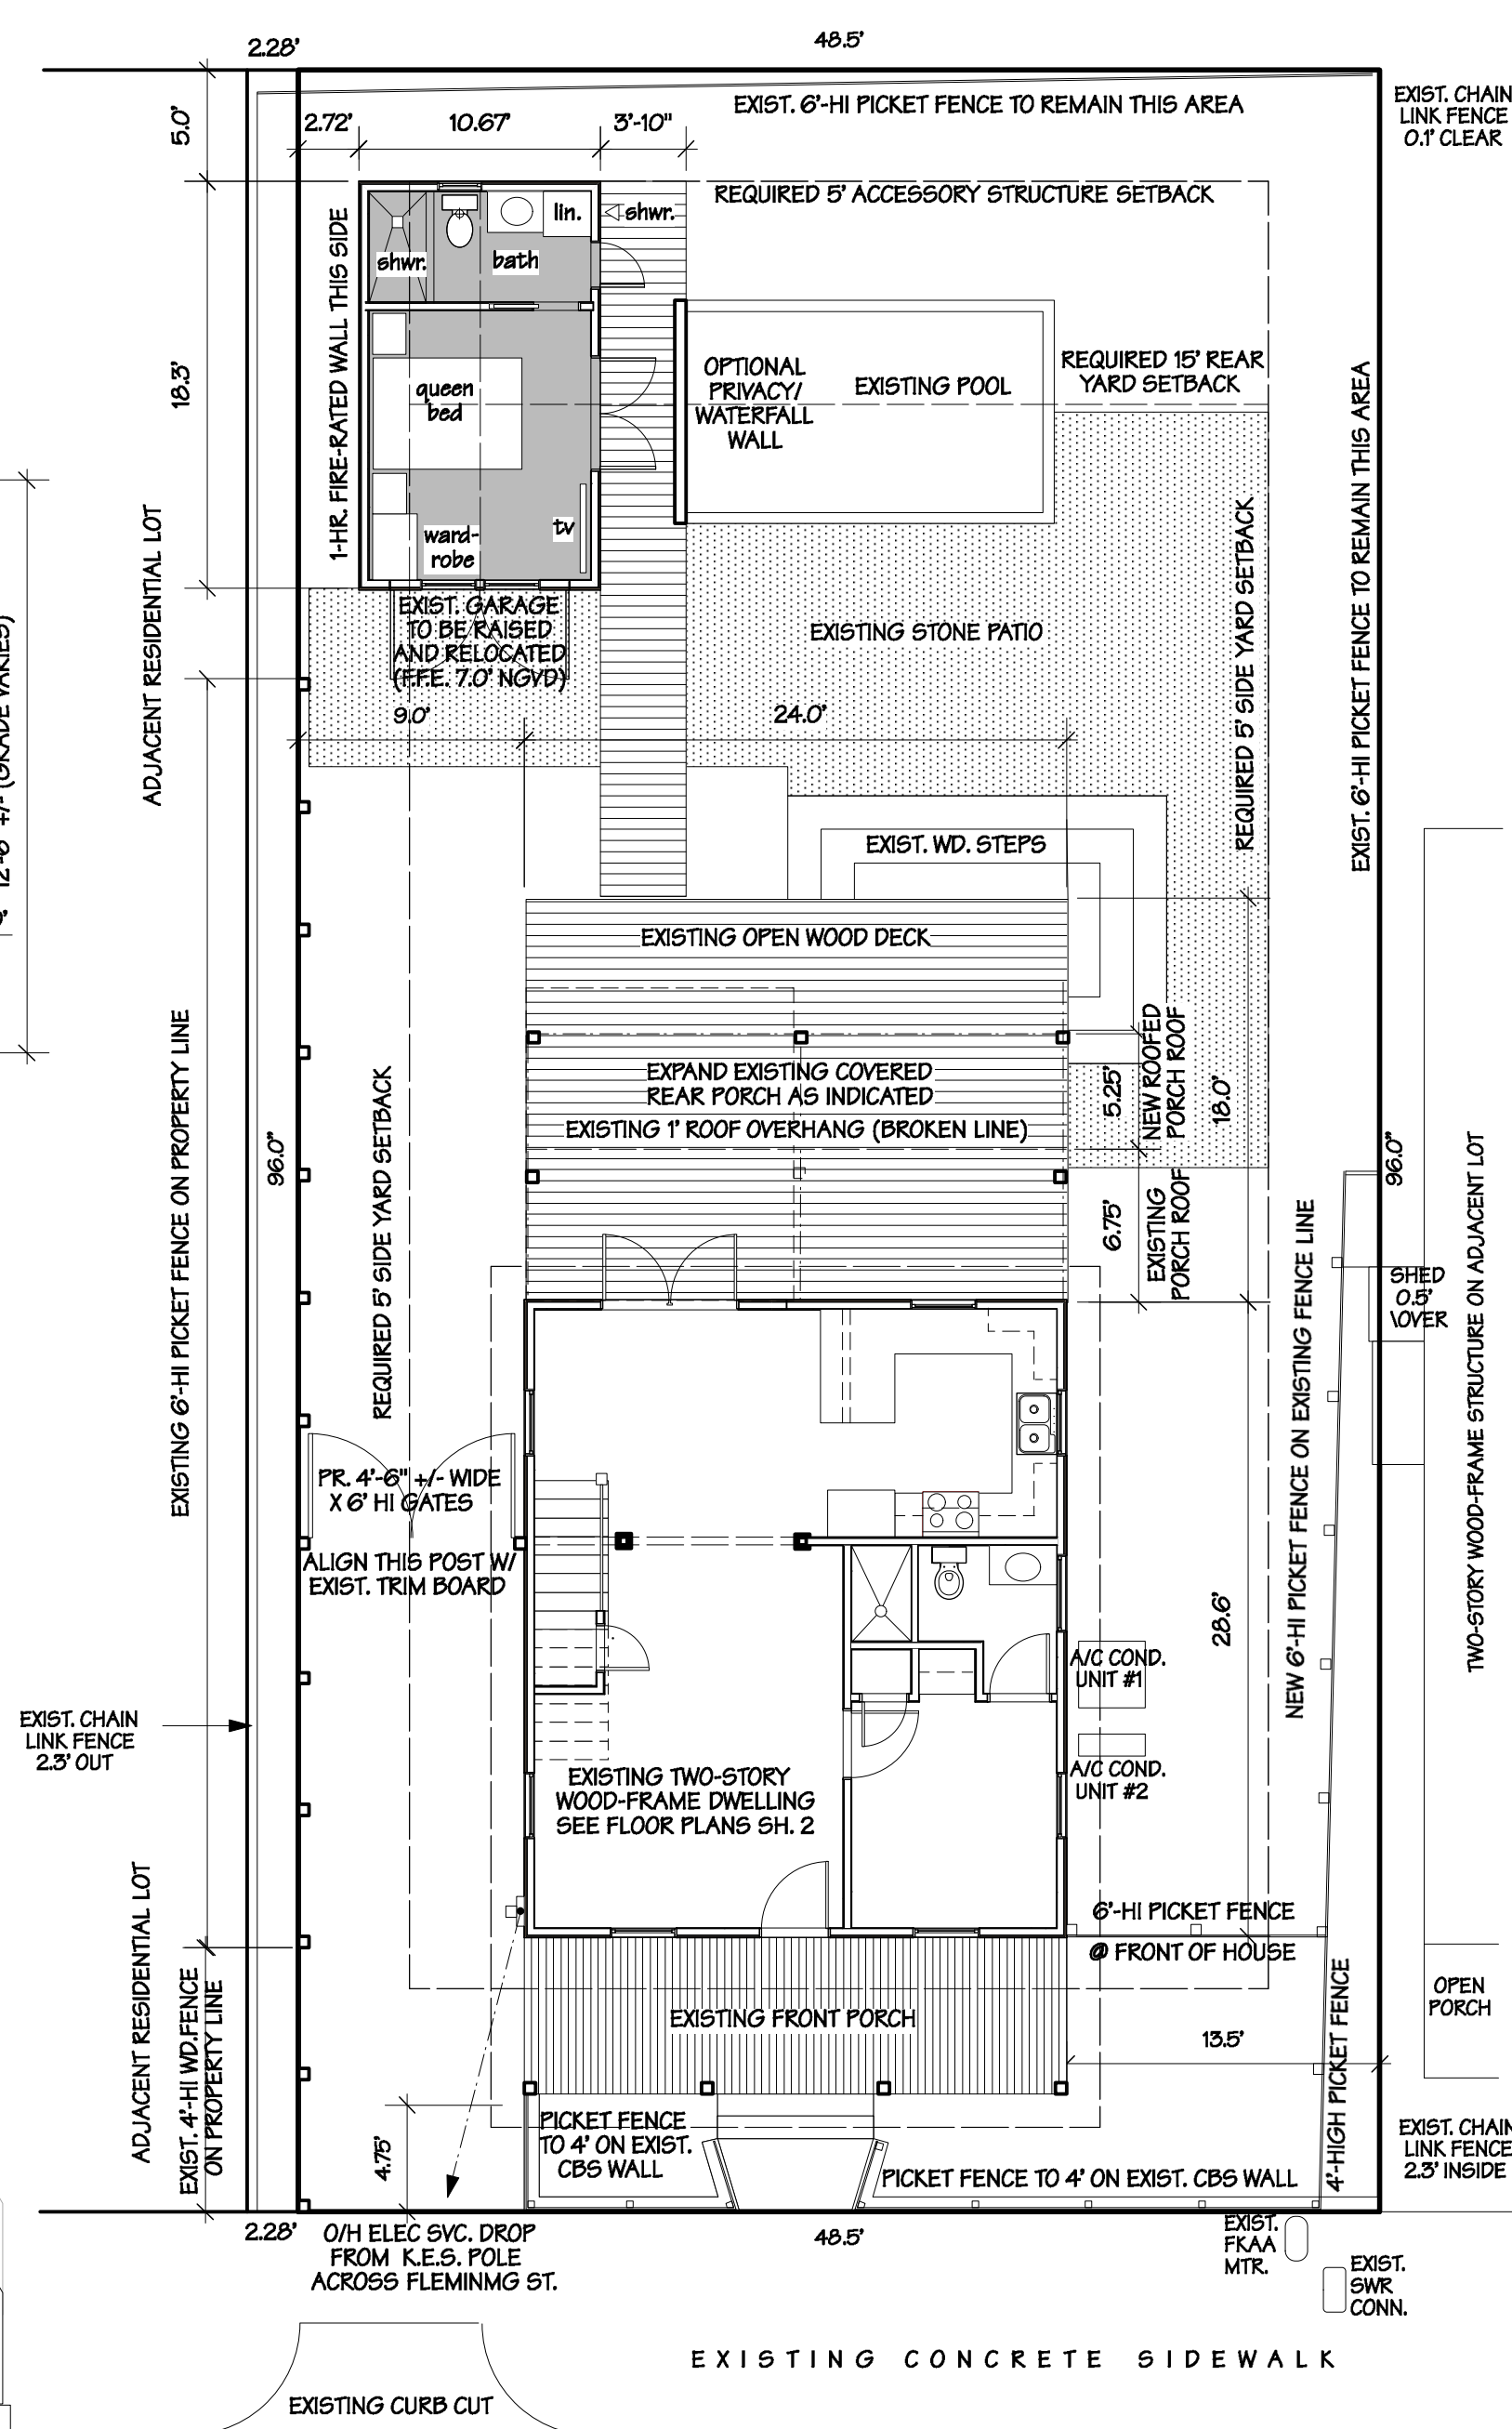 2.28'
48.5'
EXIST. 6'-HI PICKET FENCE TO REMAIN THIS AREA
EXIST. CHAIN
LINK FENCE
0.1' CLEAR
5.0'
2.72'
10.67'
3'-10"
REQUIRED 5' ACCESSORY STRUCTURE SETBACK
lin.
shwr.
shwr.
bath
1-HR. FIRE-RATED WALL THIS SIDE
18.3'
queen
bed
OPTIONAL
PRIVACY/
WATERFALL
WALL
EXISTING POOL
REQUIRED 15' REAR
YARD SETBACK
ward-
robe
tv
ADJACENT RESIDENTIAL LOT
REQUIRED 5' SIDE YARD SETBACK
EXIST. 6'-HI PICKET FENCE TO REMAIN THIS AREA
EXIST. GARAGE
TO BE RAISED
AND RELOCATED
(F.F.E. 7.0' NGVD)
EXISTING STONE PATIO
12'-6" +/- (GRADE VARIES)
9.0'
24.0'
EXIST. WD. STEPS
EXISTING OPEN WOOD DECK
EXPAND EXISTING COVERED
REAR PORCH AS INDICATED
EXISTING 1' ROOF OVERHANG (BROKEN LINE)
5.25'
NEW ROOFED
PORCH ROOF
18.0'
6.75'
EXISTING
PORCH ROOF
EXISTING 6'-HI PICKET FENCE ON PROPERTY LINE
96.0"
REQUIRED 5' SIDE YARD SETBACK
96.0"
NEW 6'-HI PICKET FENCE ON EXISTING FENCE LINE
SHED
0.5'
\OVER
TWO-STORY WOOD-FRAME STRUCTURE ON ADJACENT LOT
PR. 4'-6" +/- WIDE
X 6' HI GATES
ALIGN THIS POST W/
EXIST. TRIM BOARD
28.6'
A/C COND.
UNIT #1
A/C COND.
UNIT #2
EXIST. CHAIN
LINK FENCE
2.3' OUT
EXISTING TWO-STORY
WOOD-FRAME DWELLING
SEE FLOOR PLANS SH. 2
6'-HI PICKET FENCE
@ FRONT OF HOUSE
ADJACENT RESIDENTIAL LOT
EXIST. 4'-HI WD.FENCE
ON PROPERTY LINE
EXISTING FRONT PORCH
13.5'
4'-HIGH PICKET FENCE
OPEN
PORCH
4.75'
PICKET FENCE
TO 4' ON EXIST.
CBS WALL
PICKET FENCE TO 4' ON EXIST. CBS WALL
EXIST. CHAIN
LINK FENCE
2.3' INSIDE
2.28'
O/H ELEC SVC. DROP
FROM K.E.S. POLE
ACROSS FLEMINMG ST.
48.5'
EXIST.
FKAA
MTR.
EXIST.
SWR
CONN.
EXISTING CONCRETE SIDEWALK
EXISTING CURB CUT